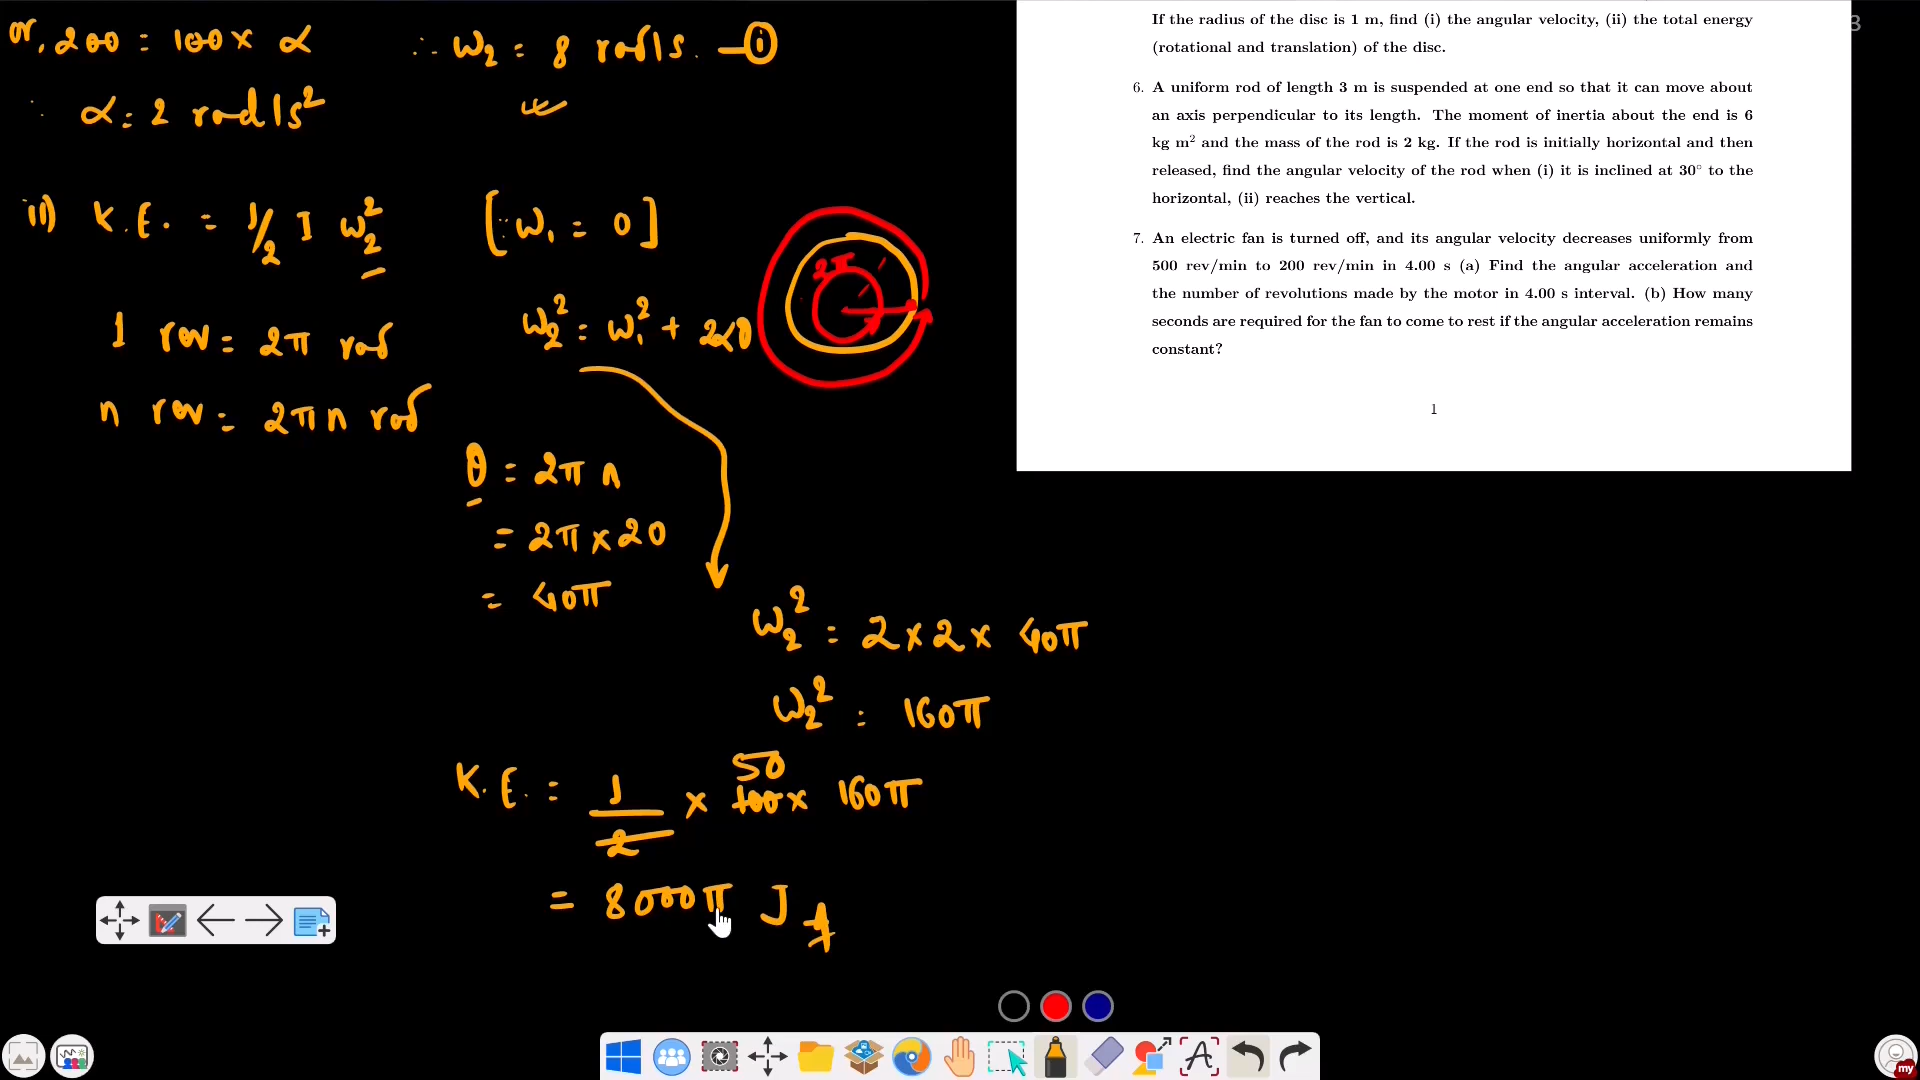 or, 200 = 100 × α
∴ ω₂ = 8 rad/s. —①
∴ α = 2 rad/s²
ii) K.E. = 1/2 I ω₂² [∵ ω₁ = 0]
1 rev = 2π rad
n rev = 2πn rad
ω₂² = ω₁² + 2αθ
2π
θ = 2π n
= 2π × 20
= 40π
ω₂² = 2 × 2 × 40π
ω₂² = 160π
K.E. = 1/2 × 100 × 160π
50
= 8000π J
If the radius of the disc is 1 m, find (i) the angular velocity, (ii) the total energy
(rotational and translation) of the disc.
6. A uniform rod of length 3 m is suspended at one end so that it can move about
an axis perpendicular to its length. The moment of inertia about the end is 6
kg m² and the mass of the rod is 2 kg. If the rod is initially horizontal and then
released, find the angular velocity of the rod when (i) it is inclined at 30° to the
horizontal, (ii) reaches the vertical.
7. An electric fan is turned off, and its angular velocity decreases uniformly from
500 rev/min to 200 rev/min in 4.00 s (a) Find the angular acceleration and
the number of revolutions made by the motor in 4.00 s interval. (b) How many
seconds are required for the fan to come to rest if the angular acceleration remains
constant?
1
3
my